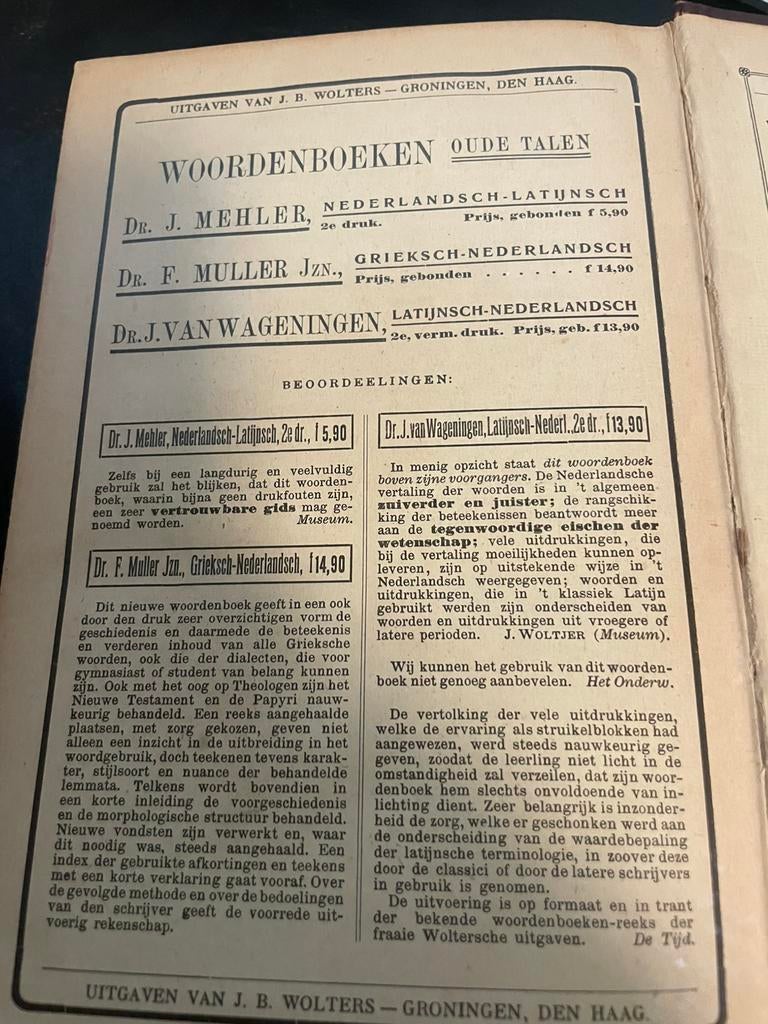 UITGAVEN VAN J. B. WOLTERS — GRONINGEN, DEN HAAG.
WOORDENBOEKEN OUDE TALEN
DR. J. MEHLER, NEDERLANDSCH-LATIJNSCH
2e druk. Prijs, gebonden f 5,90
DR. F. MULLER JZN., GRIEKSCH-NEDERLANDSCH
Prijs, gebonden . . . . . . f 14,90
DR. J. VAN WAGENINGEN, LATIJNSCH-NEDERLANDSCH
2e, verm. druk. Prijs, geb. f 13,90
BEOORDEELINGEN:
Dr. J. Mehler, Nederlandsch-Latijnsch, 2e dr., f 5,90
Zelfs bij een langdurig en veelvuldig
gebruik zal het blijken, dat dit woorden-
boek, waarin bijna geen drukfouten zijn,
een zeer vertrouwbare gids mag ge-
noemd worden. Museum.
Dr. F. Muller Jzn., Grieksch-Nederlandsch, f 14,90
Dit nieuwe woordenboek geeft in een ook
door den druk zeer overzichtigen vorm de
geschiedenis en daarmede de beteekenis
en verderen inhoud van alle Grieksche
woorden, ook die der dialecten, die voor
gymnasiast of student van belang kunnen
zijn. Ook met het oog op Theologen zijn het
Nieuwe Testament en de Papyri nauw-
keurig behandeld. Een reeks aangehaalde
plaatsen, met zorg gekozen, geven niet
alleen een inzicht in de uitbreiding in het
woordgebruik, doch teekenen tevens karak-
ter, stijlsoort en nuance der behandelde
lemmata. Telkens wordt bovendien in
een korte inleiding de voorgeschiedenis
en de morphologische structuur behandeld.
Nieuwe vondsten zijn verwerkt en, waar
dit noodig was, steeds aangehaald. Een
index der gebruikte afkortingen en teekens
met een korte verklaring gaat vooraf. Over
de gevolgde methode en over de bedoelingen
van den schrijver geeft de voorrede uit-
voerig rekenschap.
Dr. J. van Wageningen, Latijnsch-Nederl.., 2e dr., f 13,90
In menig opzicht staat dit woordenboek
boven zijne voorgangers. De Nederlandsche
vertaling der woorden is in 't algemeen
zuiverder en juister; de rangschik-
king der beteekenissen beantwoordt meer
aan de tegenwoordige eischen der
wetenschap; vele uitdrukkingen, die
bij de vertaling moeilijkheden kunnen op-
leveren, zijn op uitstekende wijze in 't
Nederlandsch weergegeven; woorden en
uitdrukkingen, die in 't klassiek Latijn
gebruikt werden zijn onderscheiden van
woorden en uitdrukkingen uit vroegere of
latere perioden. J. WOLTJER (Museum).
Wij kunnen het gebruik van dit woorden-
boek niet genoeg aanbevelen. Het Onderw.
De vertolking der vele uitdrukkingen,
welke de ervaring als struikelblokken had
aangewezen, werd steeds nauwkeurig ge-
geven, zoodat de leerling niet licht in de
omstandigheid zal verzeilen, dat zijn woor-
denboek hem slechts onvoldoende van in-
lichting dient. Zeer belangrijk is inzonder-
heid de zorg, welke er geschonken werd aan
de onderscheiding van de waardebepaling
der latijnsche terminologie, in zoover deze
door de classici of door de latere schrijvers
in gebruik is genomen.
De uitvoering is op formaat en in trant
der bekende woordenboeken-reeks der
fraaie Woltersche uitgaven. De Tijd.
UITGAVEN VAN J. B. WOLTERS — GRONINGEN, DEN HAAG.